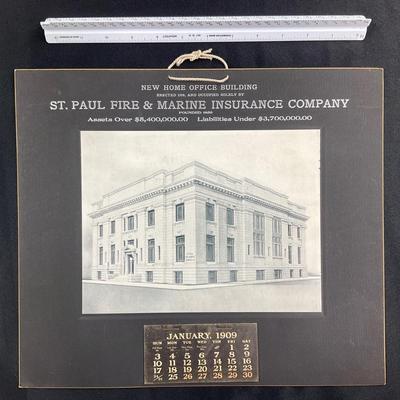 NEW HOME OFFICE BUILDING
ERECTED 1908, AND OCCUPIED SOLELY BY
ST. PAUL FIRE & MARINE INSURANCE COMPANY
FOUNDED 1853
Assets Over $5,400,000.00 Liabilities Under $3,700,000.00
JANUARY, 1909
SUN MON TUE WED THU FRI SAT
1 2
3 4 5 6 7 8 9
10 11 12 13 14 15 16
17 18 19 20 21 22 23
24/31 25 26 27 28 29 30